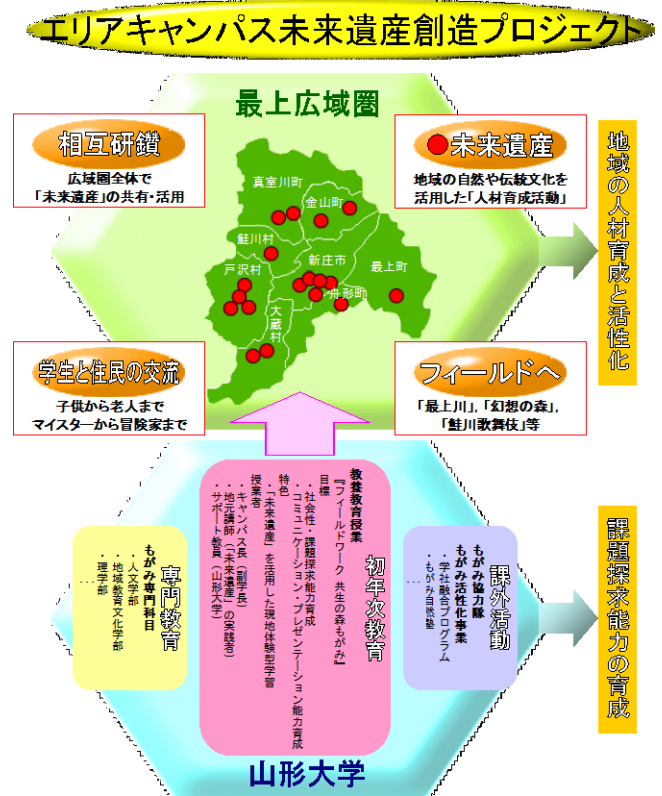 エリアキャンパス未来遺産創造プロジェクト
最上広域圏
相互研鑽
広域圏全体で
「未来遺産」の共有・活用
未来遺産
地域の自然や伝統文化を
活用した「人材育成活動」
真室川町
金山町
鮭川村
新庄市
最上町
戸沢村
舟形町
大蔵村
地域の人材育成と活性化
学生と住民の交流
子供から老人まで
マイスターから冒険家まで
フィールドへ
「最上川」，「幻想の森」，
「鮭川歌舞伎」等
初年次教育
教養教育授業
『フィールドワーク 共生の森もがみ』
目標
・社会性・課題探求能力育成
・コミュニケーション・プレゼンテーション能力育成
特色
・「未来遺産」を活用した現地体験型学習
授業者
・キャンパス長（副学長）
・地元講師（「未来遺産」の実践者）
・サポート教員（山形大学）
専門教育
もがみ専門科目
・人文学部
・地域教育文化学部
・理学部
…
課外活動
もがみ協力隊
もがみ活性化事業
・学社融合プログラム
・もがみ自然塾
…
課題探求能力の育成
山形大学